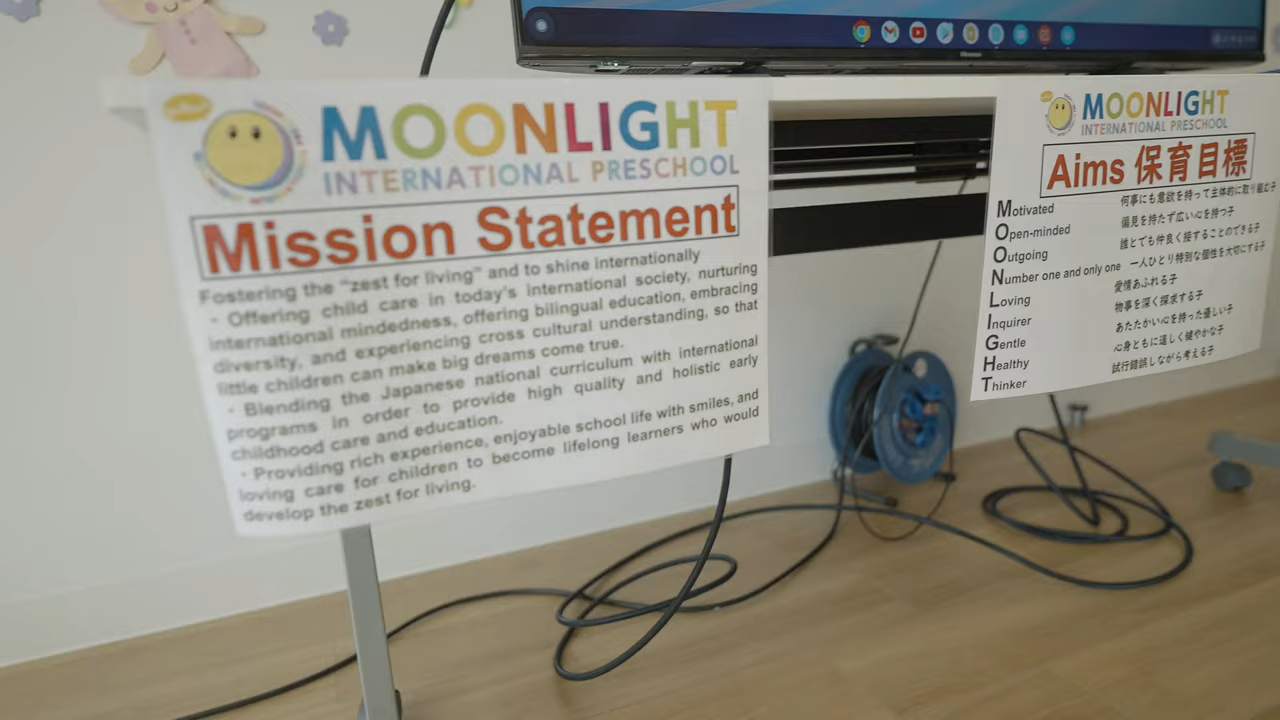 MOONLIGHT
INTERNATIONAL PRESCHOOL
Mission Statement
Fostering the “zest for living” and to shine internationally
・Offering child care in today's international society, nurturing
international mindedness, offering bilingual education, embracing
diversity, and experiencing cross cultural understanding, so that
little children can make big dreams come true.
・Blending the Japanese national curriculum with international
programs in order to provide high quality and holistic early
childhood care and education.
・Providing rich experience, enjoyable school life with smiles, and
loving care for children to become lifelong learners who would
develop the zest for living.
MOONLIGHT
INTERNATIONAL PRESCHOOL
Aims 保育目標
Motivated 何事にも意欲を持って主体的に取り組む子
Open-minded 偏見を持たず広い心を持つ子
Outgoing 誰とでも仲良く接することのできる子
Number one and only one 一人ひとり特別な個性を大切にする子
Loving 愛情あふれる子
Inquirer 物事を深く探求する子
Gentle あたたかい心を持った優しい子
Healthy 心身ともに逞しく健やかな子
Thinker 試行錯誤しながら考える子